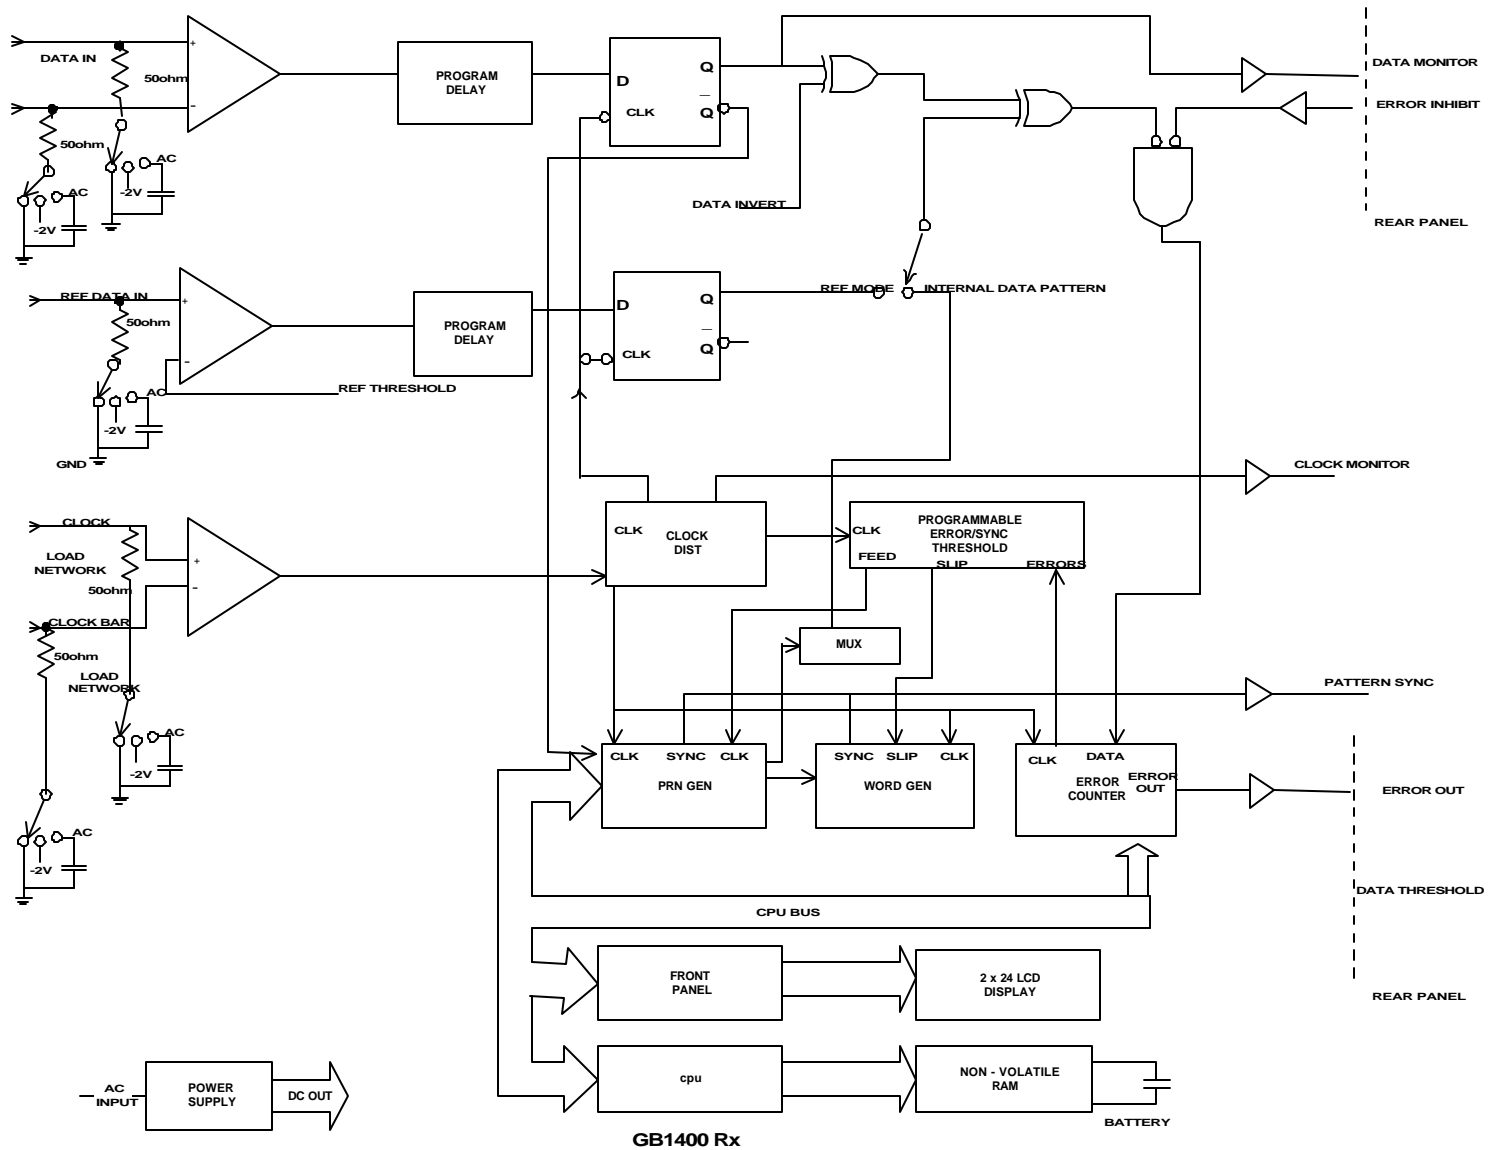 +
DATA IN
50ohm
−
50ohm
AC
-2V
AC
-2V
PROGRAM
DELAY
D
Q
CLK
Q
DATA INVERT
DATA MONITOR
ERROR INHIBIT
REAR PANEL
REF DATA IN
+
50ohm
−
REF THRESHOLD
AC
-2V
GND
PROGRAM
DELAY
D
Q
CLK
Q
REF MODE
INTERNAL DATA PATTERN
CLOCK MONITOR
CLOCK
LOAD
NETWORK
50ohm
+
−
CLOCK BAR
50ohm
LOAD
NETWORK
AC
-2V
AC
-2V
CLK
CLOCK
DIST
PROGRAMMABLE
ERROR/SYNC
THRESHOLD
CLK
FEED
SLIP
ERRORS
MUX
PATTERN SYNC
CLK
SYNC
CLK
PRN GEN
SYNC
SLIP
CLK
WORD GEN
CLK
DATA
ERROR
COUNTER
ERROR
OUT
ERROR OUT
DATA THRESHOLD
REAR PANEL
CPU BUS
FRONT
PANEL
2 x 24 LCD
DISPLAY
cpu
NON - VOLATILE
RAM
BATTERY
AC
INPUT
POWER
SUPPLY
DC OUT
GB1400 Rx